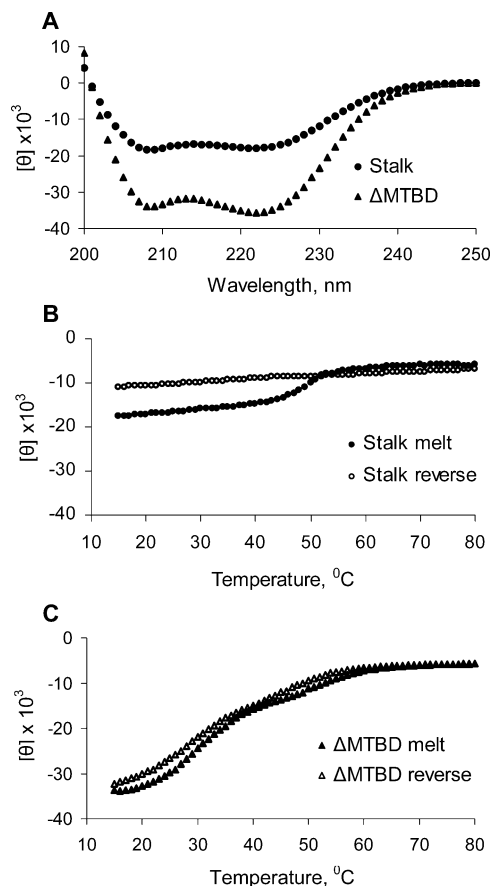 A
[θ] x10³
10
0
-10
-20
-30
-40
200 210 220 230 240 250
Wavelength, nm
Stalk
ΔMTBD
B
[θ] x 10³
0
-10
-20
-30
-40
10 20 30 40 50 60 70 80
Temperature, ⁰C
Stalk melt
Stalk reverse
C
[θ] x 10³
0
-10
-20
-30
-40
10 20 30 40 50 60 70 80
Temperature, ⁰C
ΔMTBD melt
ΔMTBD reverse